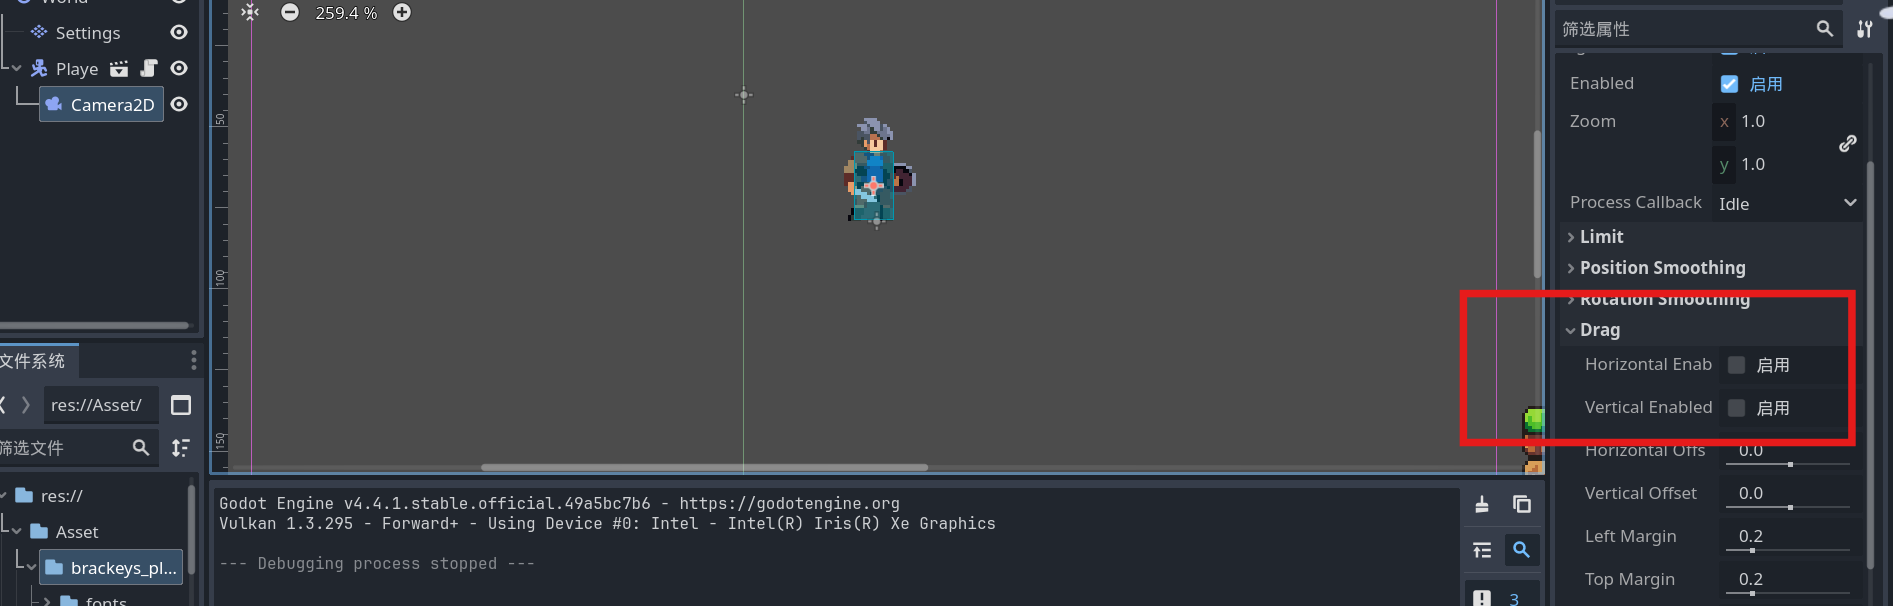 World
Settings
Playe
Camera2D
文件系统
res://Asset/
筛选文件
res://
Asset
brackeys_pl...
fonts
259.4 %
50
100
150
Godot Engine v4.4.1.stable.official.49a5bc7b6 - https://godotengine.org
Vulkan 1.3.295 - Forward+ - Using Device #0: Intel - Intel(R) Iris(R) Xe Graphics
--- Debugging process stopped ---
3
筛选属性
Enabled 启用
Zoom x 1.0
y 1.0
Process Callback Idle
Limit
Position Smoothing
Rotation Smoothing
Drag
Horizontal Enab 启用
Vertical Enabled 启用
Horizontal Offs 0.0
Vertical Offset 0.0
Left Margin 0.2
Top Margin 0.2